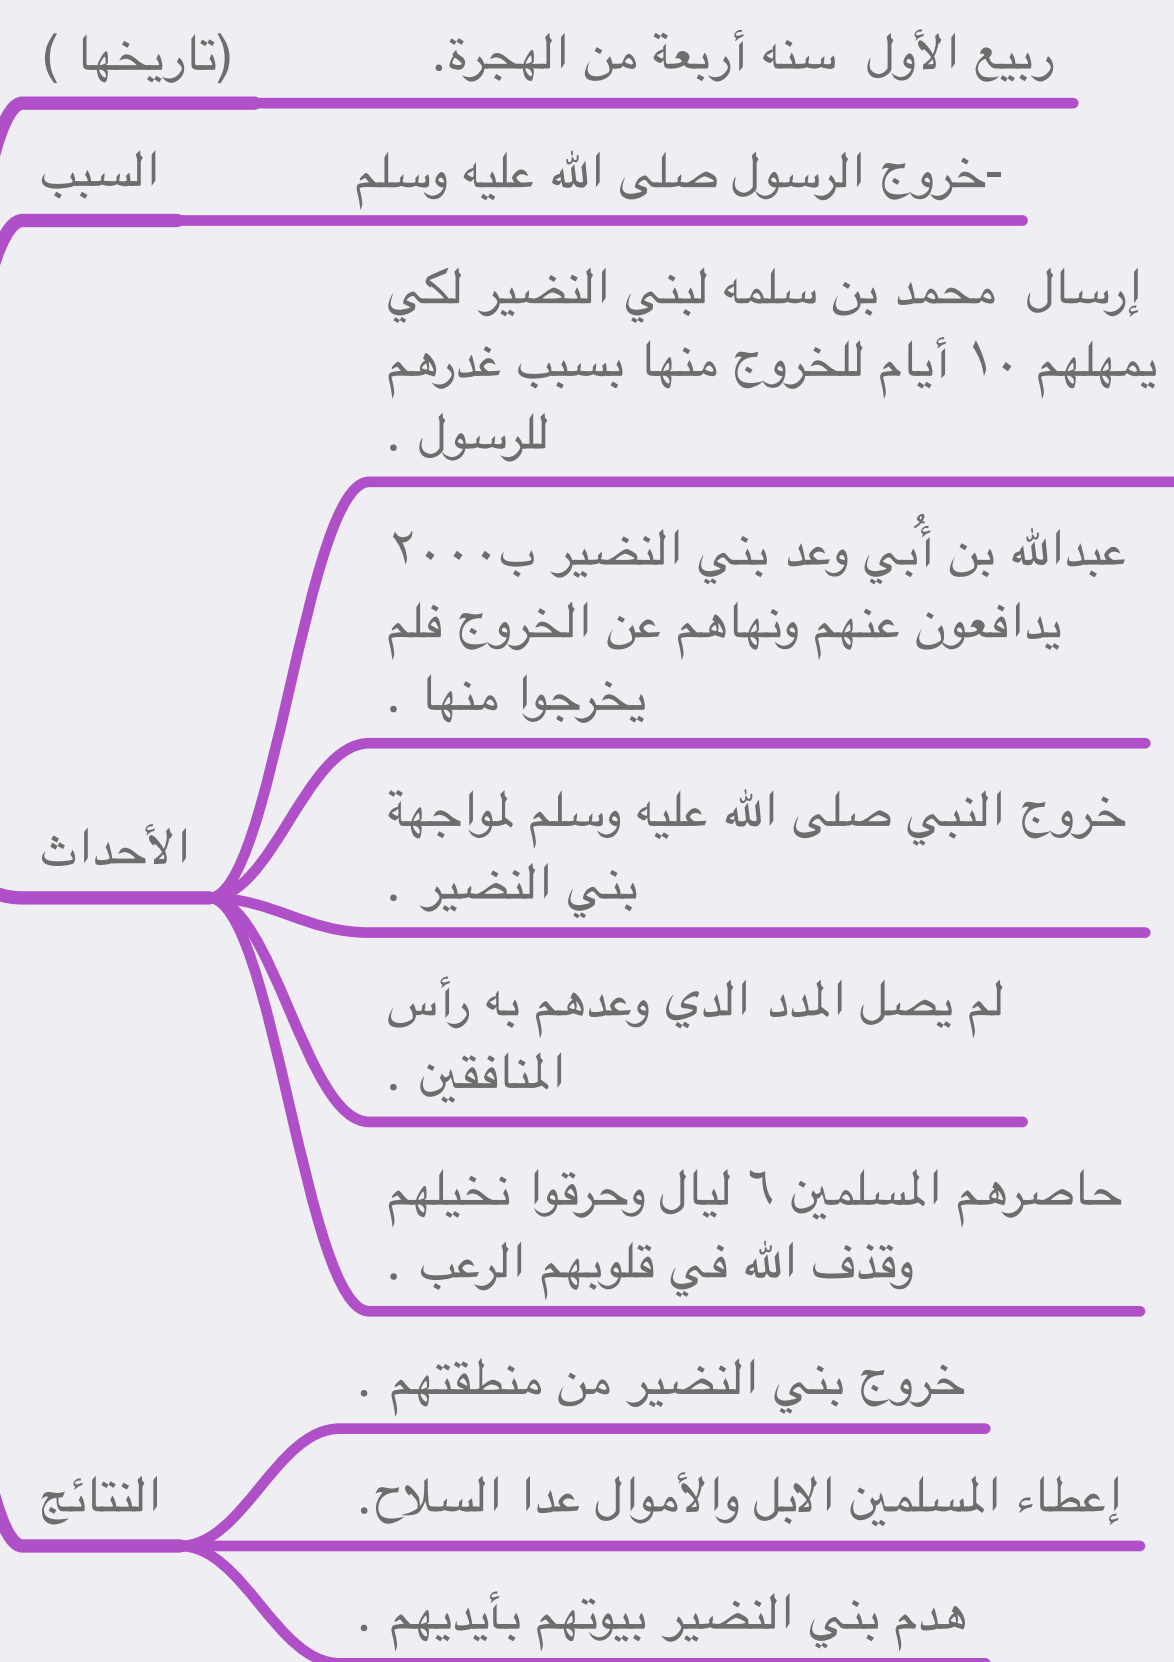 (تاريخها )
ربيع الأول سنه أربعة من الهجرة.
السبب
-خروج الرسول صلى الله عليه وسلم
الأحداث
إرسال محمد بن سلمه لبني النضير لكي
يمهلهم ١٠ أيام للخروج منها بسبب غدرهم
للرسول .
عبدالله بن أُبي وعد بني النضير ب٢٠٠٠
يدافعون عنهم ونهاهم عن الخروج فلم
يخرجوا منها .
خروج النبي صلى الله عليه وسلم لمواجهة
بني النضير .
لم يصل المدد الدي وعدهم به رأس
المنافقين .
حاصرهم المسلمين ٦ ليال وحرقوا نخيلهم
وقذف الله في قلوبهم الرعب .
النتائج
خروج بني النضير من منطقتهم .
إعطاء المسلمين الابل والأموال عدا السلاح.
هدم بني النضير بيوتهم بأيديهم .